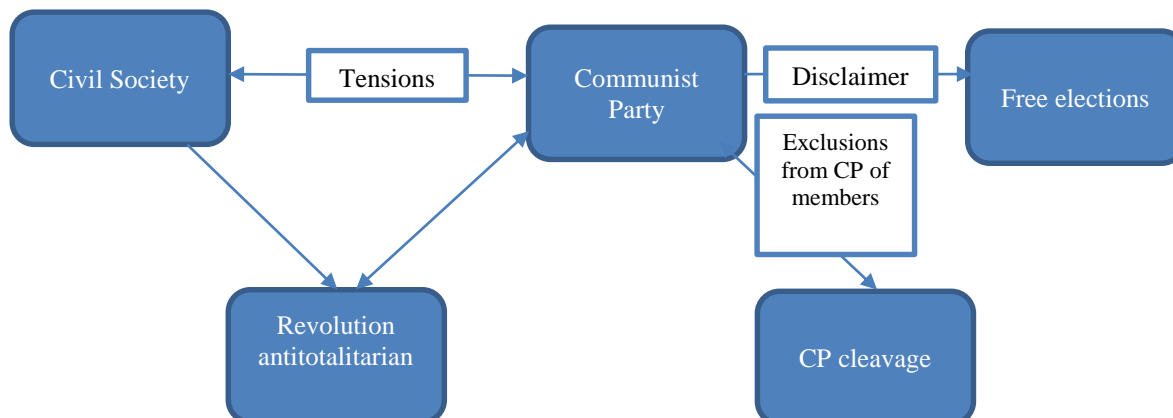 Civil Society
Tensions
Communist
Party
Disclaimer
Free elections
Exclusions
from CP of
members
Revolution
antitotalitarian
CP cleavage